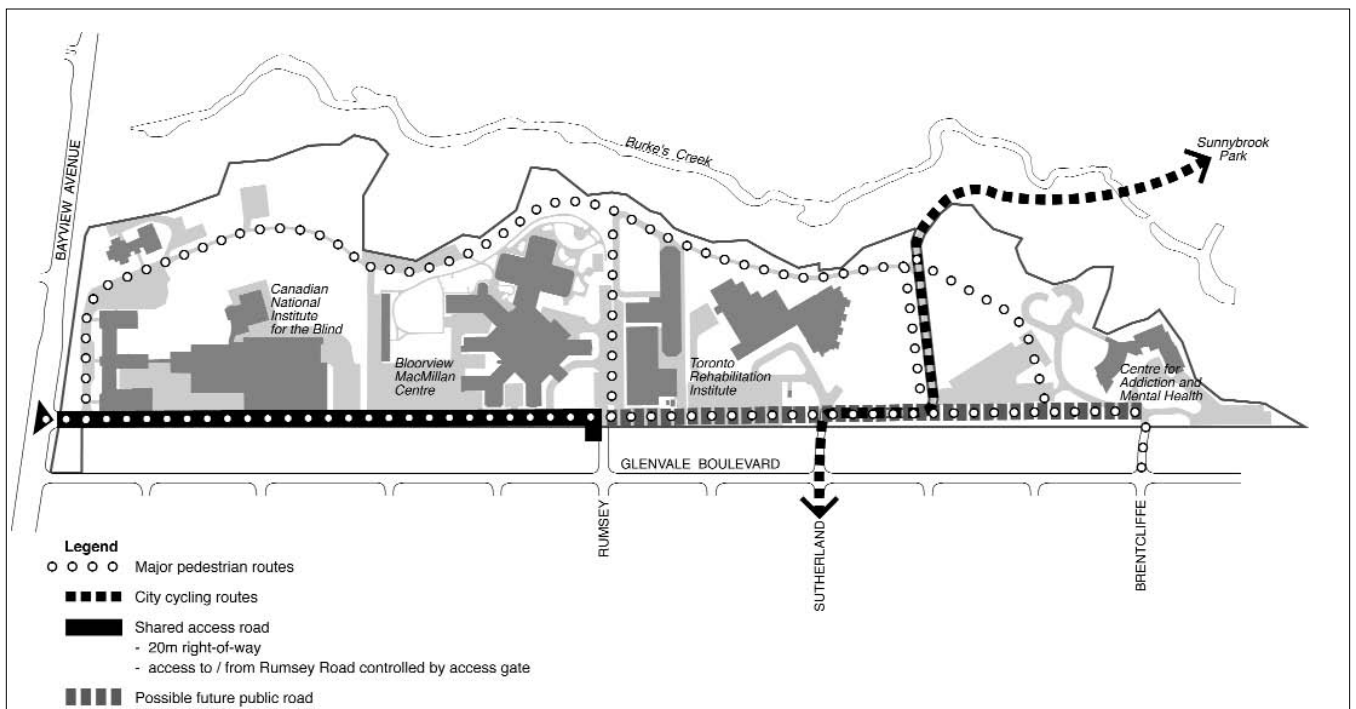 Burke's Creek
Sunnybrook
Park
BAYVIEW AVENUE
Canadian
National
Institute
for the Blind
Bloorview
MacMillan
Centre
Toronto
Rehabilitation
Institute
Centre for
Addiction and
Mental Health
GLENVALE BOULEVARD
RUMSEY
SUTHERLAND
BRENTCLIFFE
Legend
Major pedestrian routes
City cycling routes
Shared access road
- 20m right-of-way
- access to / from Rumsey Road controlled by access gate
Possible future public road